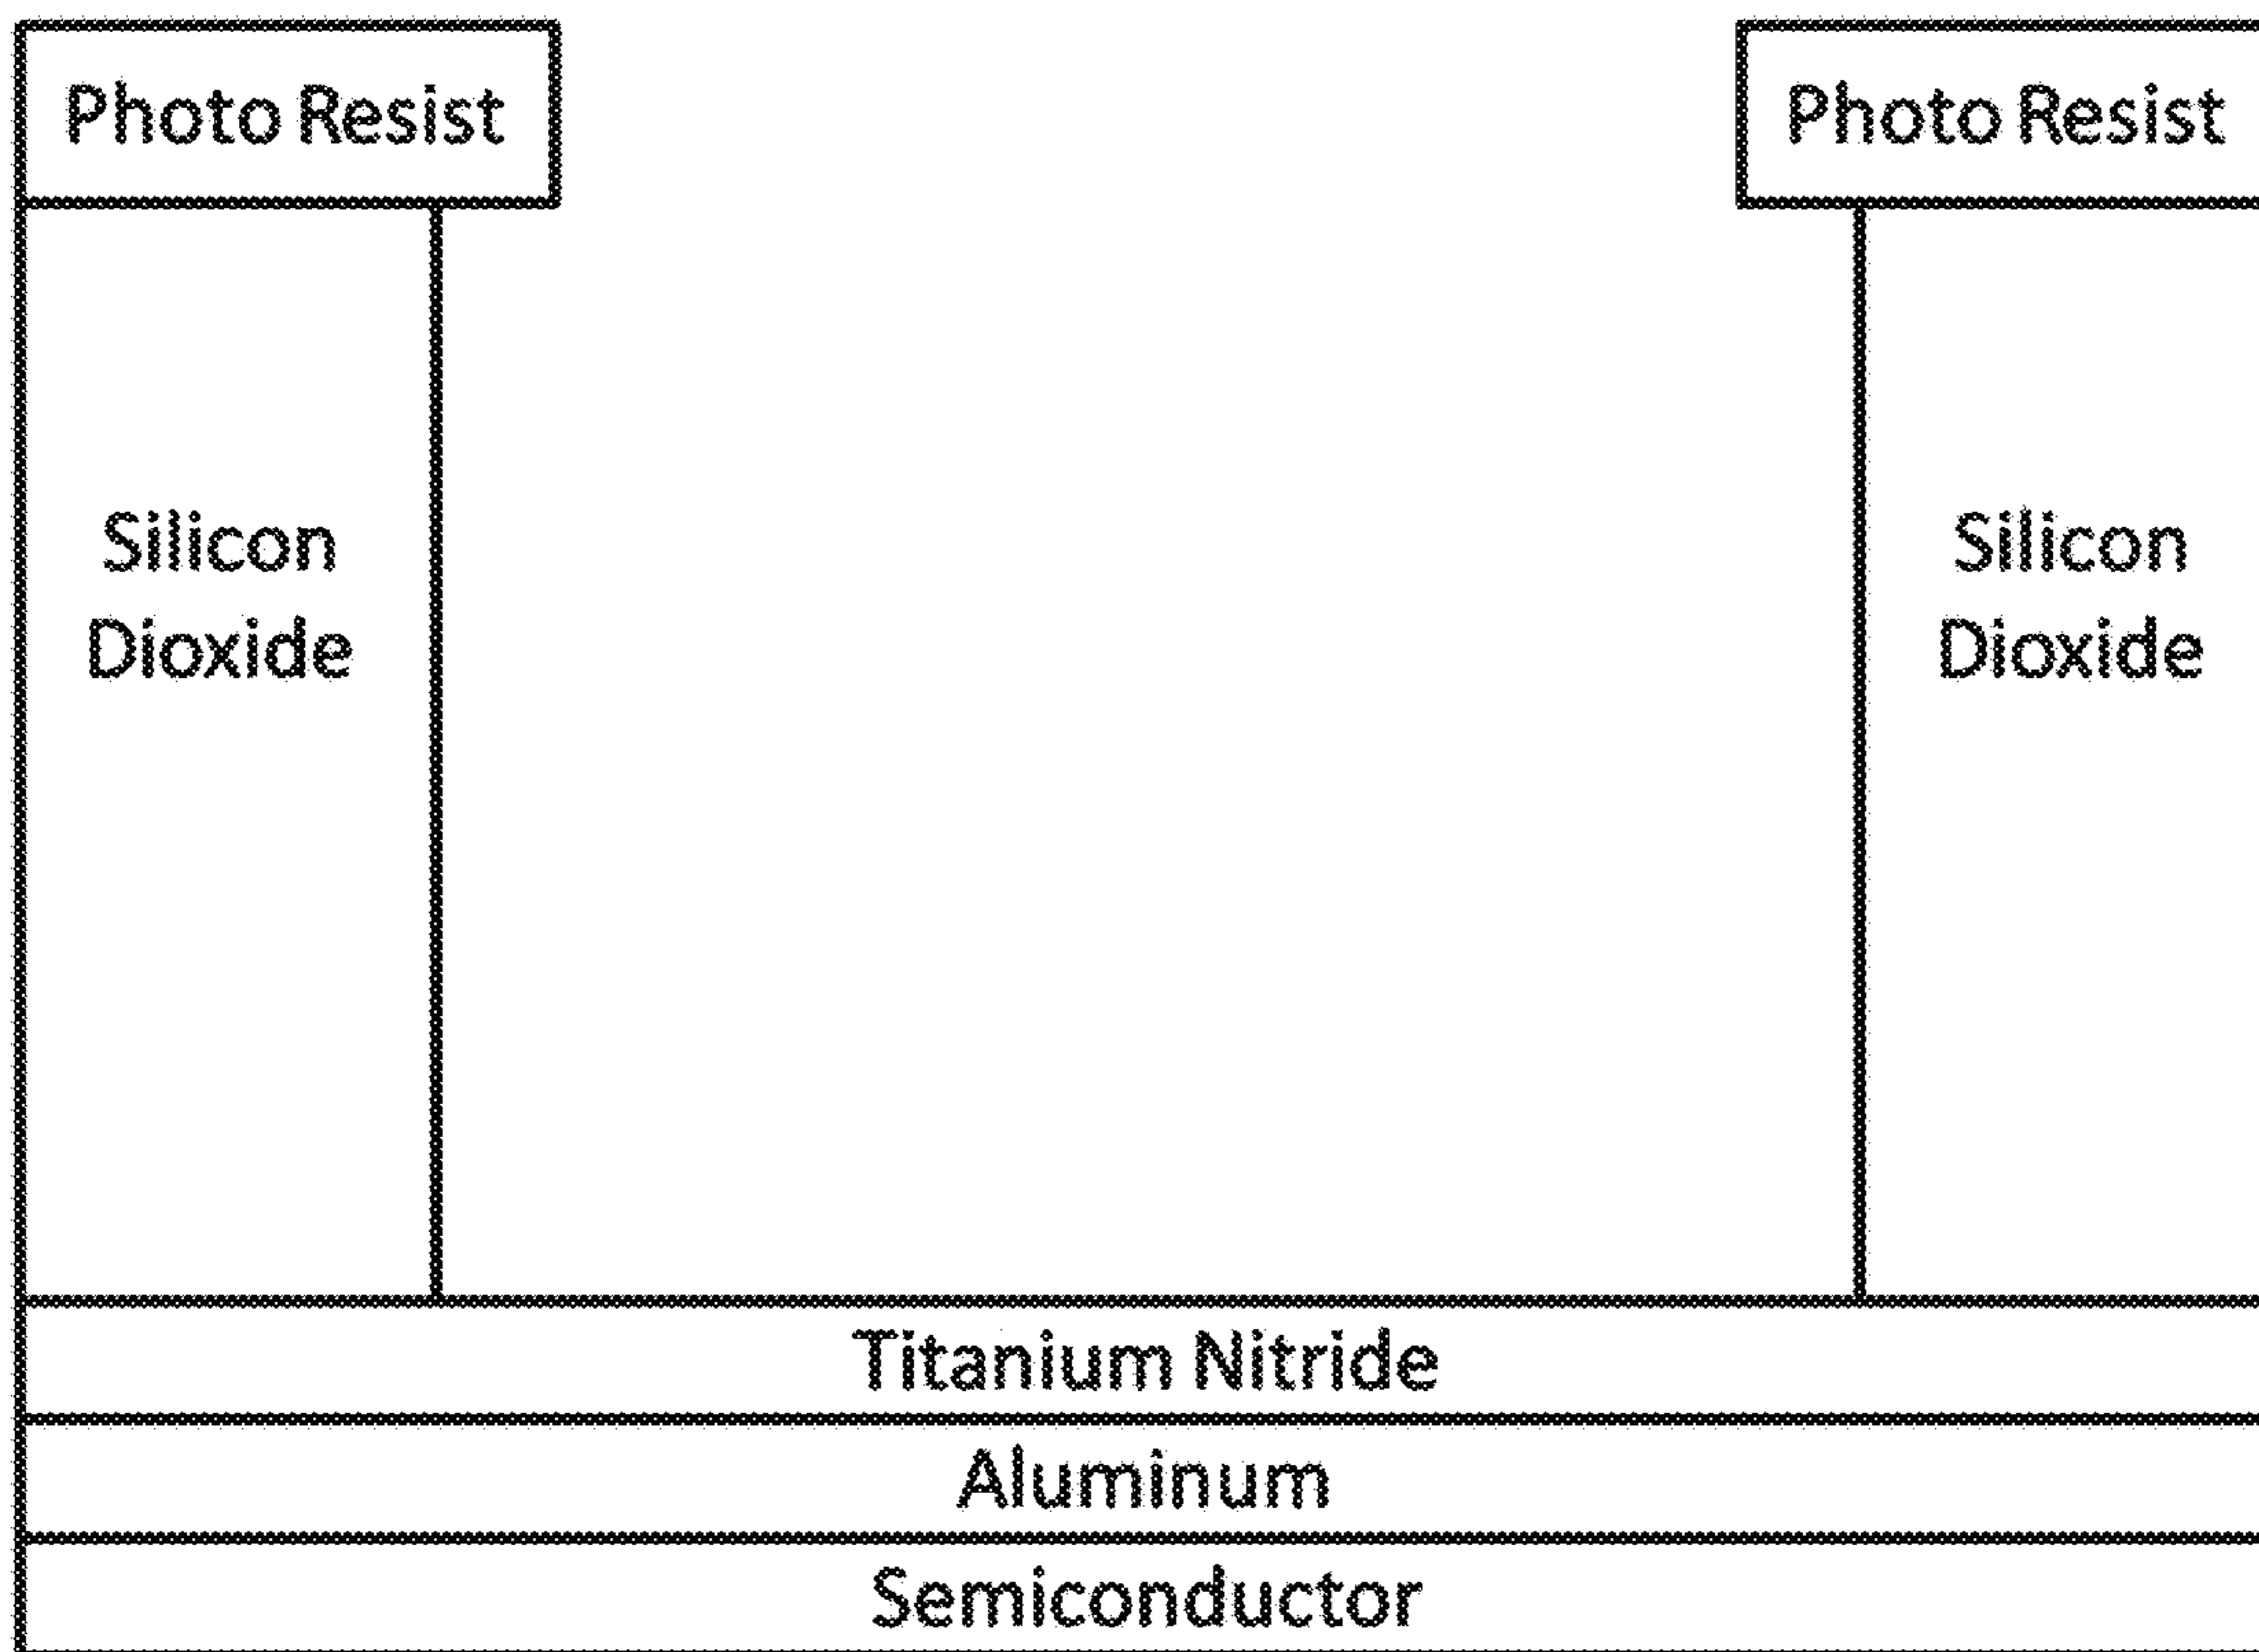 Photo Resist
Photo Resist
Silicon
Dioxide
Silicon
Dioxide
Titanium Nitride
Aluminum
Semiconductor